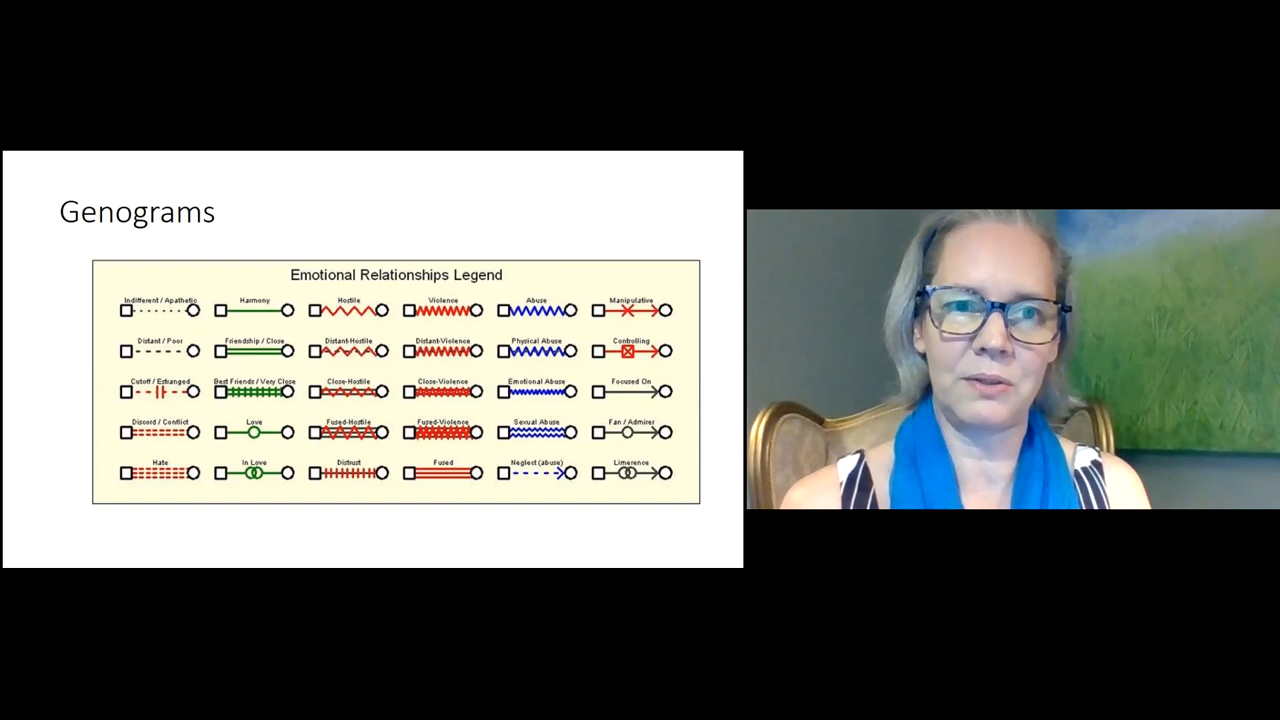 Genograms
Emotional Relationships Legend
Indifferent / Apathetic
Harmony
Hostile
Violence
Abuse
Manipulative
Distant / Poor
Friendship / Close
Distant-Hostile
Distant-Violence
Physical Abuse
Controlling
Cutoff / Estranged
Best Friends / Very Close
Close-Hostile
Close-Violence
Emotional Abuse
Focused On
Discord / Conflict
Love
Fused-Hostile
Fused-Violence
Sexual Abuse
Fan / Admirer
Hate
In Love
Distrust
Fused
Neglect (abuse)
Limerence